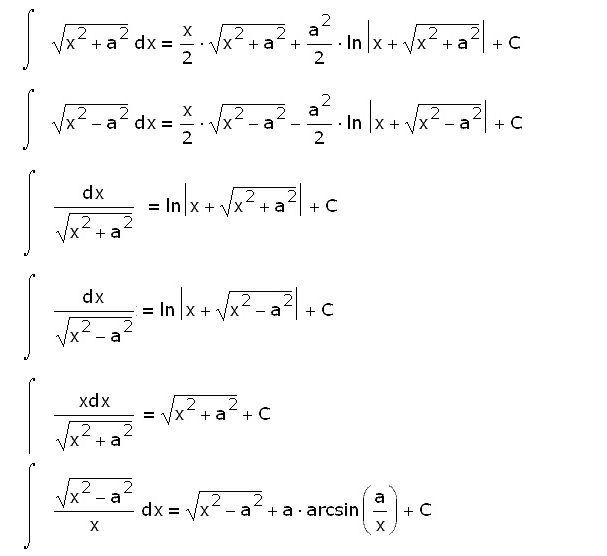 ∫ √(x² + a²) dx = x/2 · √(x² + a²) + a²/2 · ln |x + √(x² + a²)| + C
∫ √(x² − a²) dx = x/2 · √(x² − a²) − a²/2 · ln |x + √(x² − a²)| + C
∫ dx/√(x² + a²) = ln |x + √(x² + a²)| + C
∫ dx/√(x² − a²) = ln |x + √(x² − a²)| + C
∫ xdx/√(x² + a²) = √(x² + a²) + C
∫ √(x² − a²)/x dx = √(x² − a²) + a · arcsin(a/x) + C